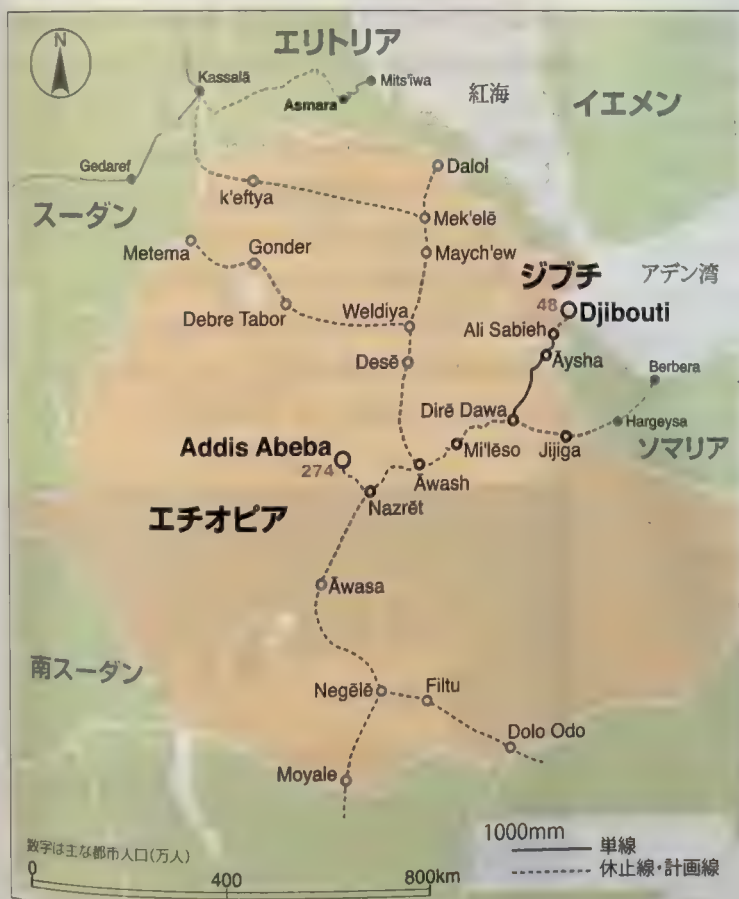 N
エリトリア
Kassalā
Mits'iwa
Asmara
紅海
イエメン
Gedaref
Dalol
k'eftya
スーダン
Mek'elē
Metema
Gonder
Maych'ew
ジブチ
アデン湾
48
Djibouti
Debre Tabor
Weldiya
Ali Sabieh
Desē
Āysha
Berbera
Dirē Dawa
Hargeysa
Addis Abeba
274
Mi'lēso
Jijiga
ソマリア
Āwash
Nazrēt
エチオピア
Āwasa
南スーダン
Negēlē
Filtu
Dolo Odo
Moyale
1000mm
単線
休止線・計画線
数字は主な都市人口(万人)
0
400
800km